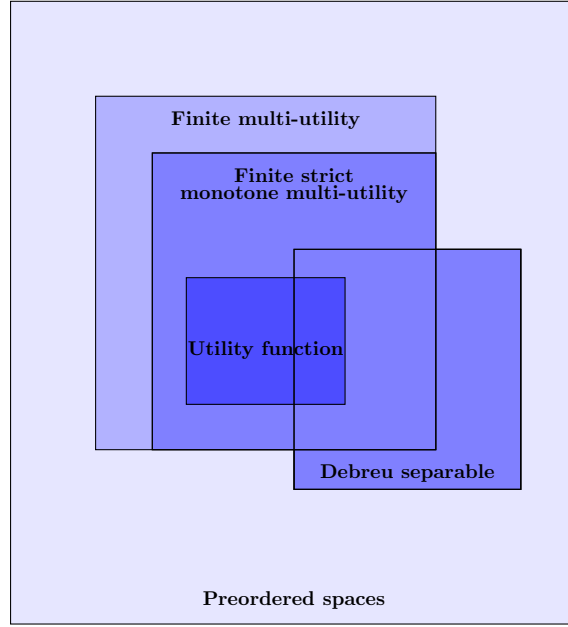 Finite multi-utility
Finite strict
monotone multi-utility
Utility function
Debreu separable
Preordered spaces